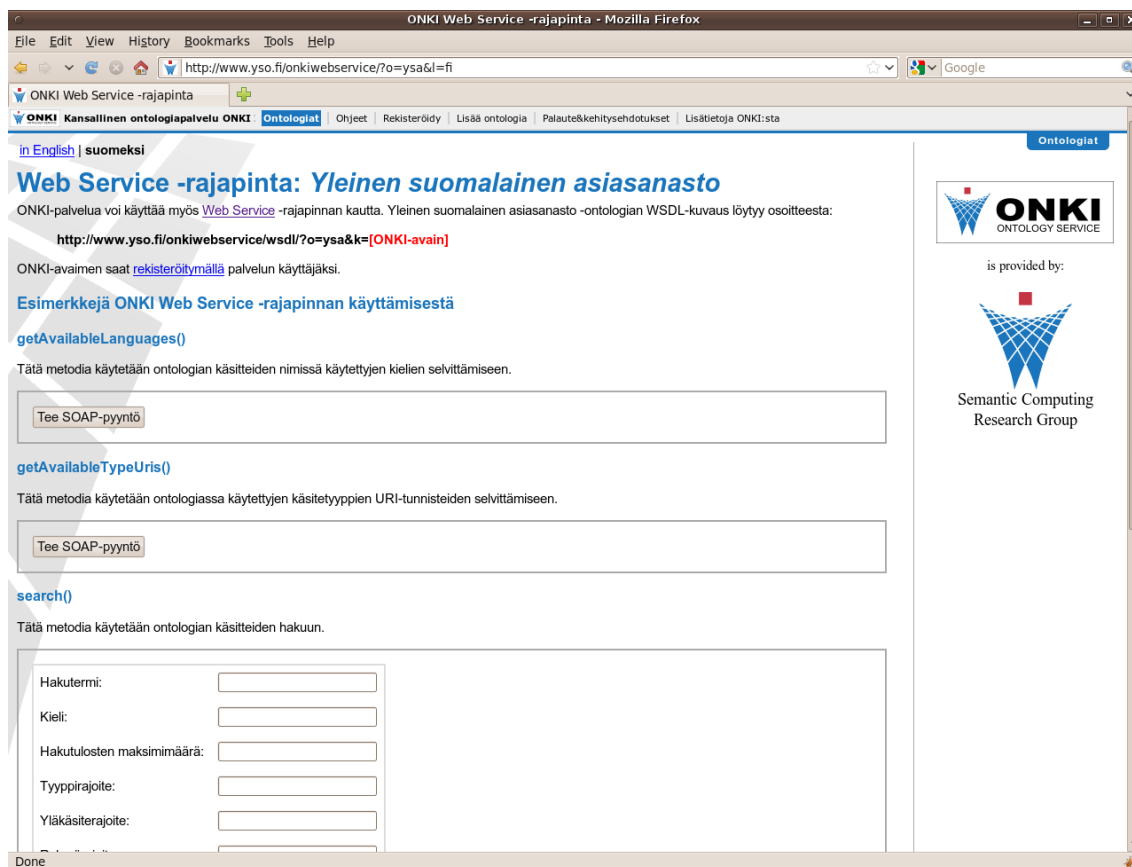 ONKI Web Service -rajapinta - Mozilla Firefox
File Edit View History Bookmarks Tools Help
http://www.yso.fi/onkiwebservice/?o=ysa&l=fi
Google
ONKI Web Service -rajapinta
ONKI Kansallinen ontologiapalvelu ONKI Ontologiat | Ohjeet | Rekisteröidy | Lisää ontologia | Palaute&kehitysehdotukset | Lisätietoja ONKI:sta
Ontologiat
in English | suomeksi
Web Service -rajapinta: Yleinen suomalainen asiasanasto
ONKI-palvelua voi käyttää myös Web Service -rajapinnan kautta. Yleinen suomalainen asiasanasto -ontologian WSDL-kuvaus löytyy osoitteesta:
http://www.yso.fi/onkiwebservice/wsdl/?o=ysa&k=[ONKI-avain]
ONKI-avaimen saat rekisteröitymällä palvelun käyttäjäksi.
Esimerkkejä ONKI Web Service -rajapinnan käyttämisestä
getAvailableLanguages()
Tätä metodia käytetään ontologian käsitteiden nimissä käytettyjen kielien selvittämiseen.
Tee SOAP-pyyntö
getAvailableTypeUris()
Tätä metodia käytetään ontologiassa käytettyjen käsitetyyppien URI-tunnisteiden selvittämiseen.
Tee SOAP-pyyntö
search()
Tätä metodia käytetään ontologian käsitteiden hakuun.
Hakutermi:
Kieli:
Hakutulosten maksimimäärä:
Tyyppirajoite:
Yläkäsiterajoite:
ONKI
ONTOLOGY SERVICE
is provided by:
Semantic Computing
Research Group
Done